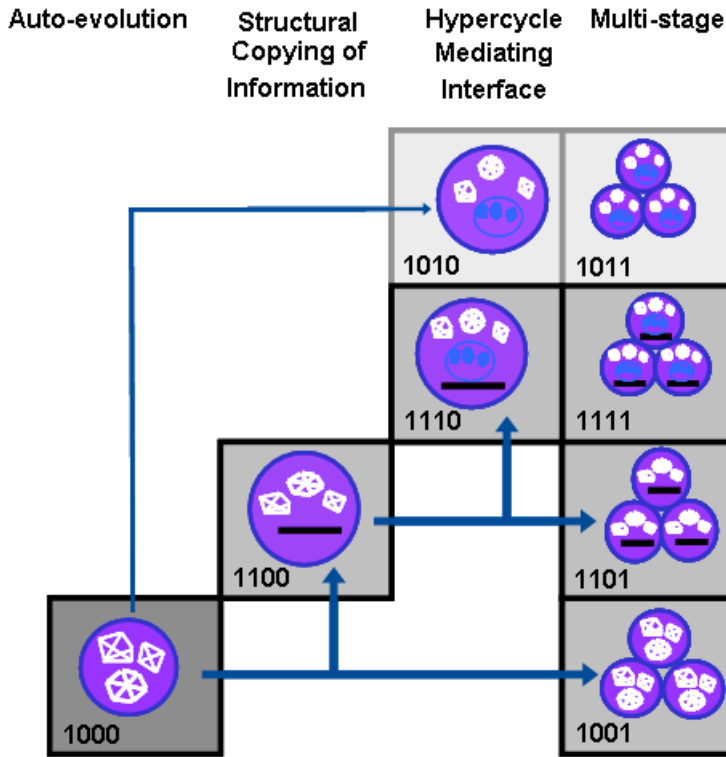 Auto-evolution
Structural
Copying of
Information
Hypercycle
Mediating
Interface
Multi-stage
1010
1011
1110
1111
1100
1101
1000
1001